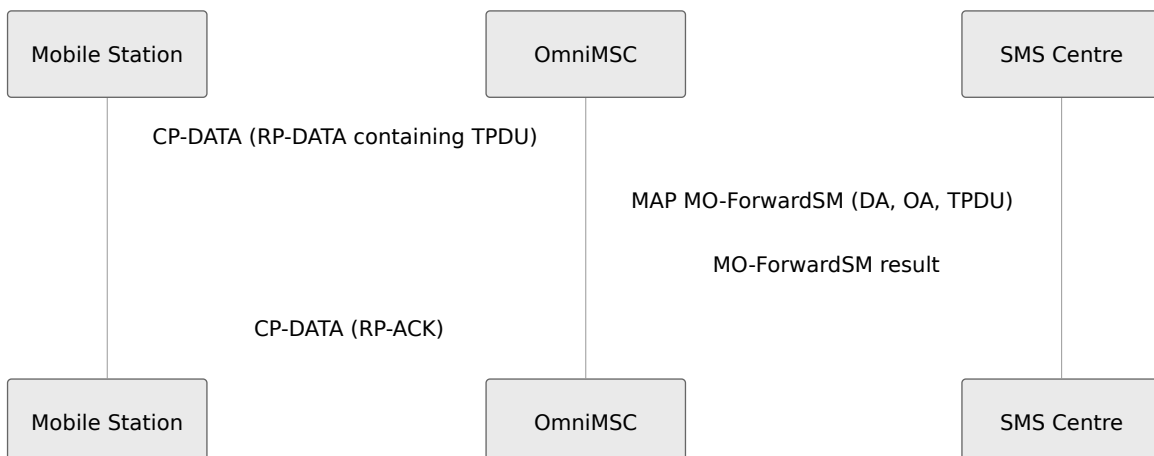 Mobile Station
OmniMSC
SMS Centre
CP-DATA (RP-DATA containing TPDU)
MAP MO-ForwardSM (DA, OA, TPDU)
MO-ForwardSM result
CP-DATA (RP-ACK)
Mobile Station
OmniMSC
SMS Centre